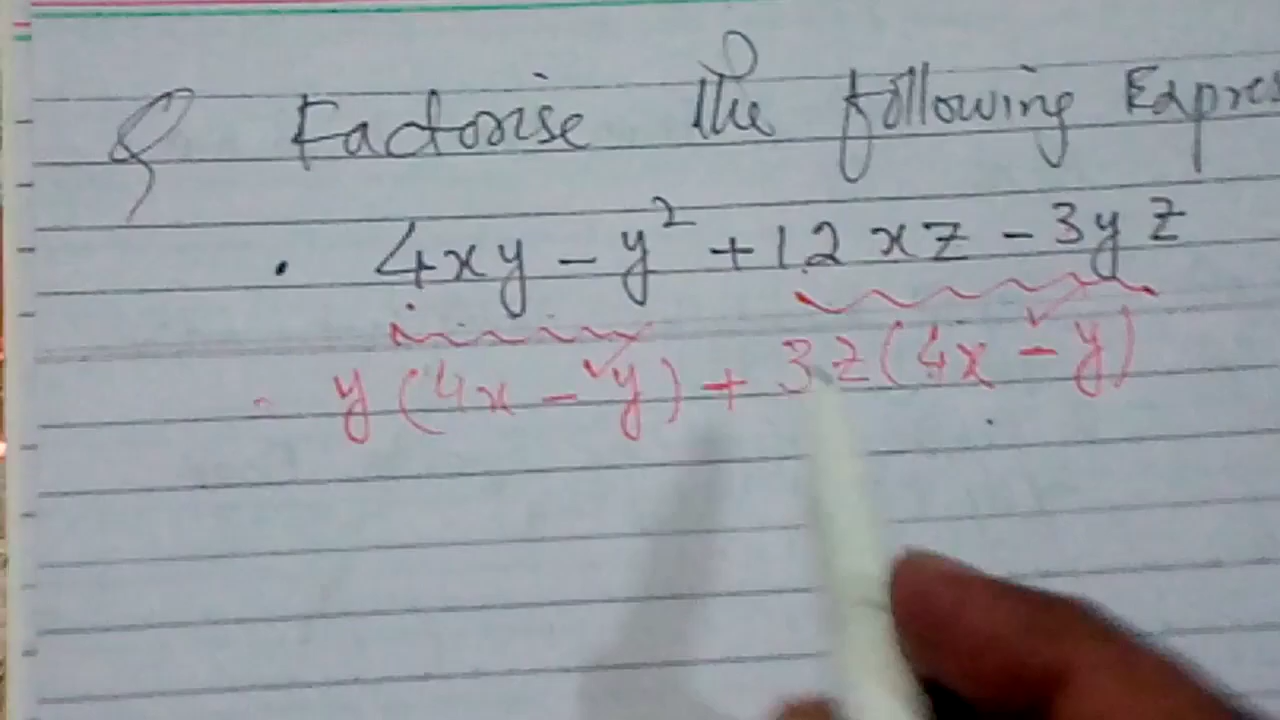 Q Factorise the following Expres
. 4xy - y² + 12xz - 3yz
- y(4x - y) + 3z(4x - y)